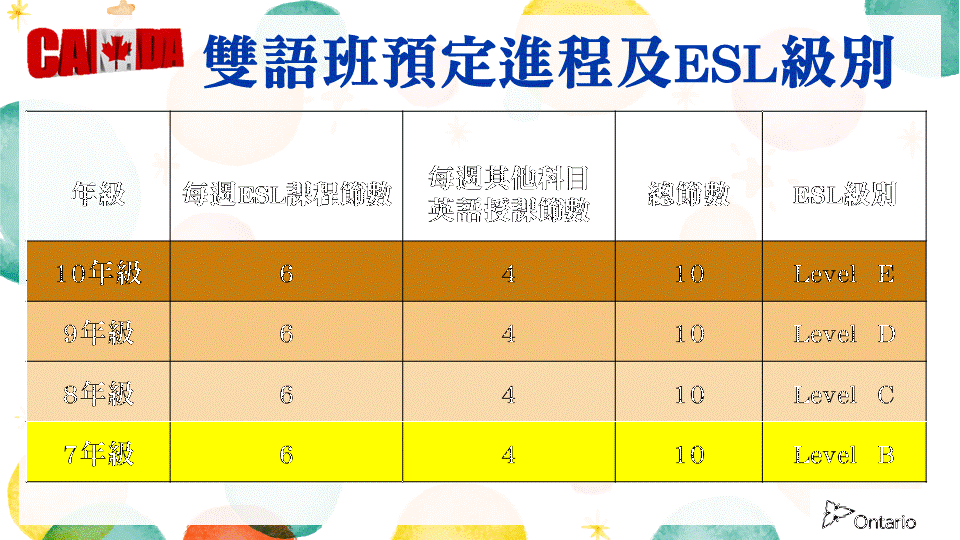 CANADA
雙語班預定進程及ESL級別
年級 每週ESL課程節數 每週其他科目 英語授課節數 總節數 ESL級別
10年級 6 4 10 Level E
9年級 6 4 10 Level D
8年級 6 4 10 Level C
7年級 6 4 10 Level B
Ontario